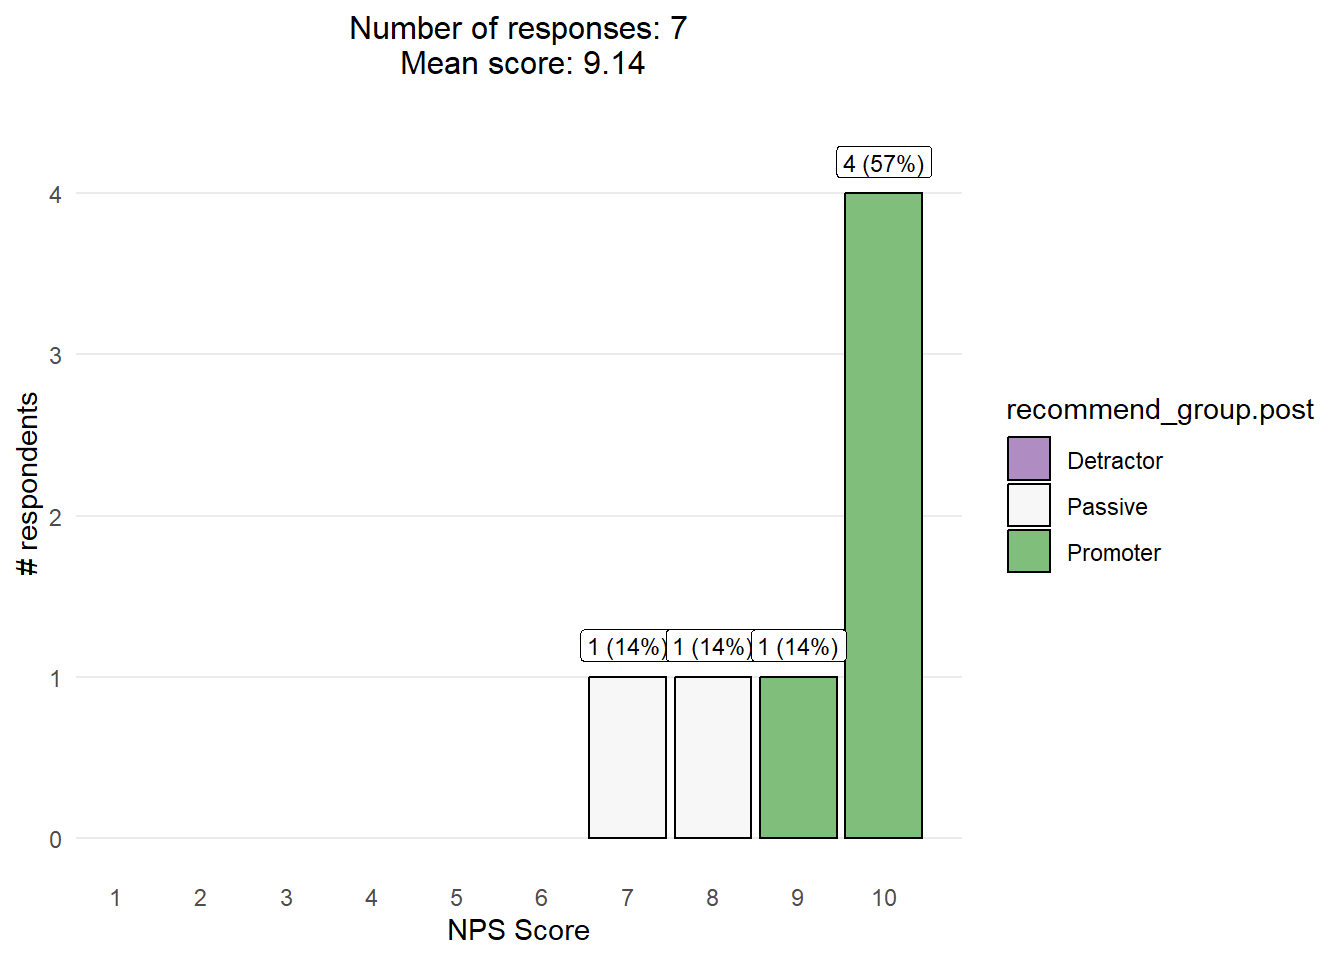 Number of responses: 7
Mean score: 9.14
4 (57%)
4
3
2
1
0
# respondents
1 (14%)
1 (14%)
1 (14%)
1 2 3 4 5 6 7 8 9 10
NPS Score
recommend_group.post
Detractor
Passive
Promoter